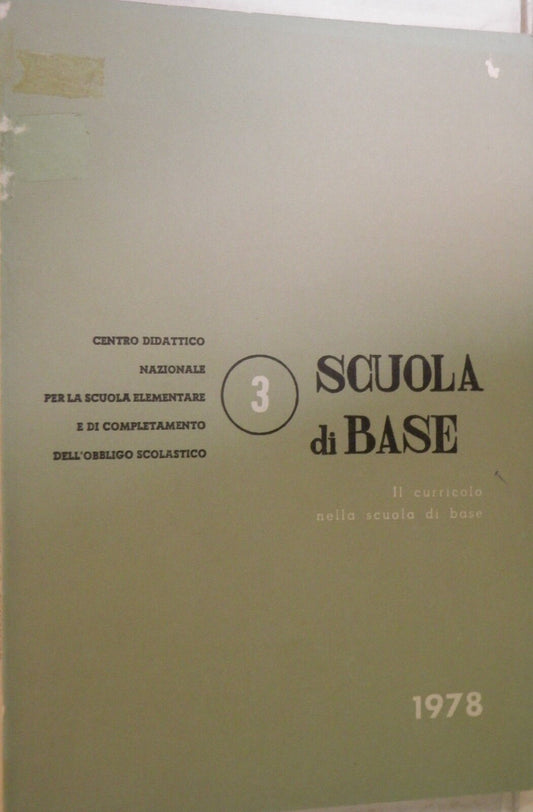 CENTRO DIDATTICO
NAZIONALE
PER LA SCUOLA ELEMENTARE
E DI COMPLETAMENTO
DELL'OBBLIGO SCOLASTICO
3
SCUOLA
di BASE
Il curricolo
nella scuola di base
1978